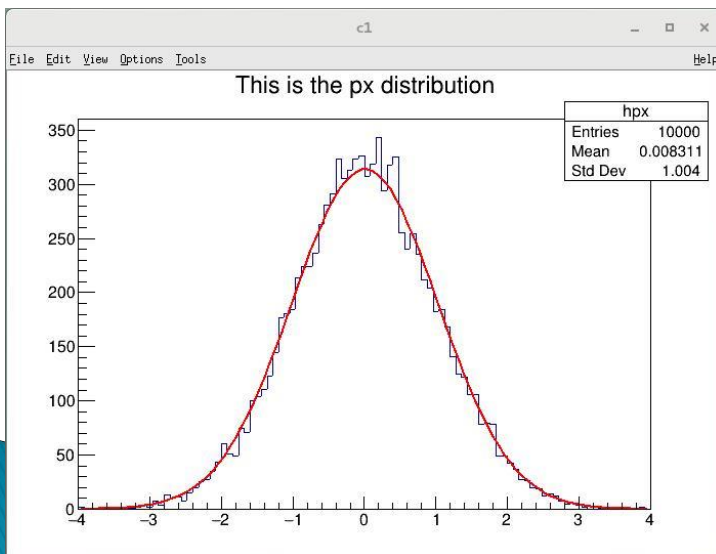 c1
File Edit View Options Tools Help
This is the px distribution
hpx
Entries 10000
Mean 0.008311
Std Dev 1.004
350
300
250
200
150
100
50
0
−4 −3 −2 −1 0 1 2 3 4